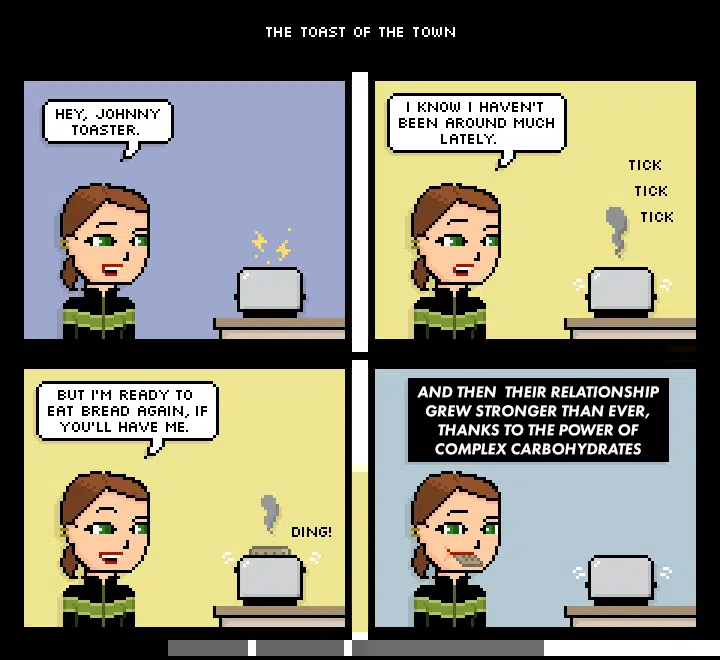 THE TOAST OF THE TOWN
HEY, JOHNNY
TOASTER.
I KNOW I HAVEN'T
BEEN AROUND MUCH
LATELY.
TICK
TICK
TICK
BUT I'M READY TO
EAT BREAD AGAIN, IF
YOU'LL HAVE ME.
DING!
AND THEN THEIR RELATIONSHIP
GREW STRONGER THAN EVER,
THANKS TO THE POWER OF
COMPLEX CARBOHYDRATES